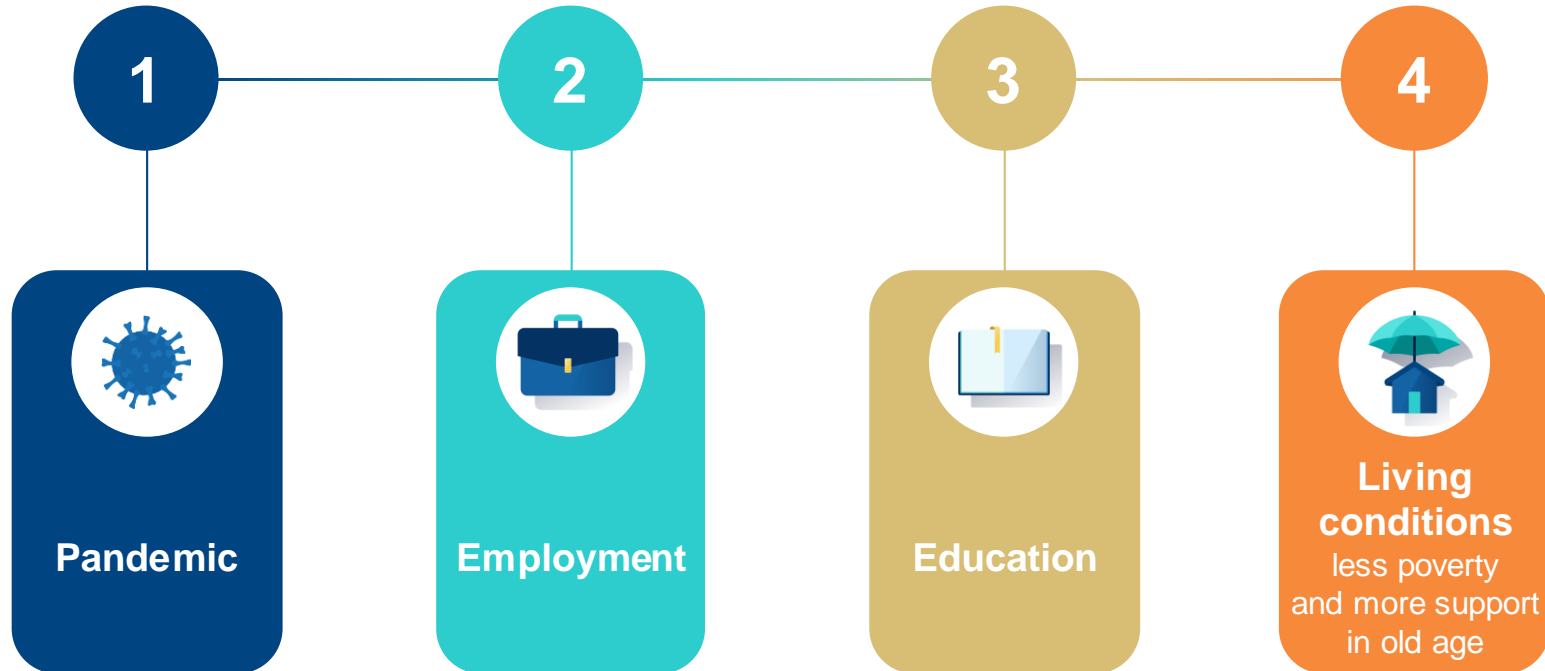 1
2
3
4
Pandemic
Employment
Education
Living
conditions
less poverty
and more support
in old age